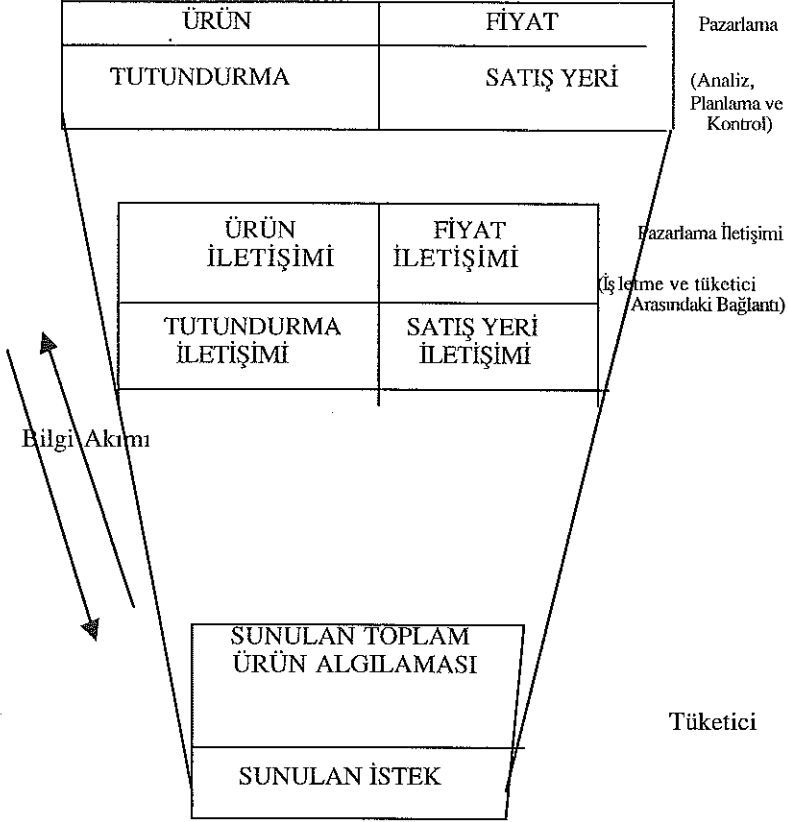 ÜRÜN FİYAT Pazarlama
TUTUNDURMA SATIŞ YERİ (Analiz,
Planlama ve
Kontrol)
ÜRÜN FİYAT Pazarlama İletişimi
İLETİŞİMİ İLETİŞİMİ
(İşletme ve tüketici
Arasındaki Bağlantı)
TUTUNDURMA SATIŞ YERİ
İLETİŞİMİ İLETİŞİMİ
Bilgi Akımı
SUNULAN TOPLAM
ÜRÜN ALGILAMASI
Tüketici
SUNULAN İSTEK